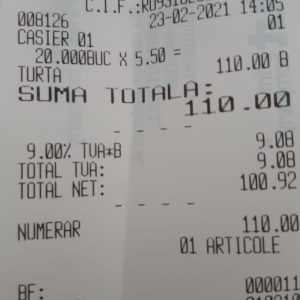 C.I.F.:RO
008126 23-02-2021 14:05
CASIER 01 01
20.000BUC X 5.50 =
TURTA 110.00 B
SUMA TOTALA:
110.00
- - - -
9.00% TVA*B 9.08
TOTAL TVA: 9.08
TOTAL NET: 100.92
- - - -
NUMERAR 110.00
01 ARTICOLE
BF: 000011